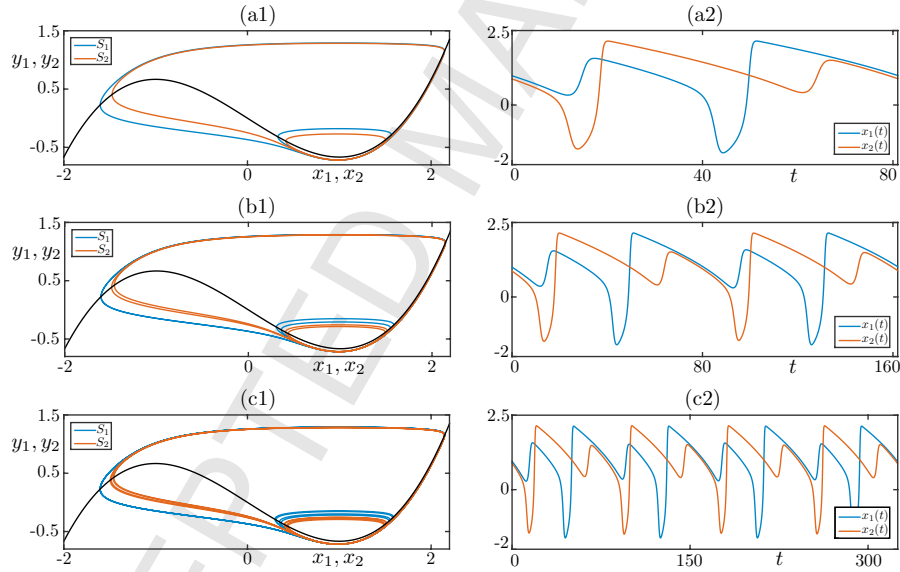 (a1)
1.5
y₁, y₂
0.5
-0.5
S₁
S₂
-2
0
x₁, x₂
2
(a2)
2.5
0
-2
0
40
t
80
x₁(t)
x₂(t)
(b1)
1.5
y₁, y₂
0.5
-0.5
S₁
S₂
-2
0
x₁, x₂
2
(b2)
2.5
0
-2
0
80
t
160
x₁(t)
x₂(t)
(c1)
1.5
y₁, y₂
0.5
-0.5
S₁
S₂
-2
0
x₁, x₂
2
(c2)
2.5
0
-2
0
150
t
300
x₁(t)
x₂(t)
EPTED MA